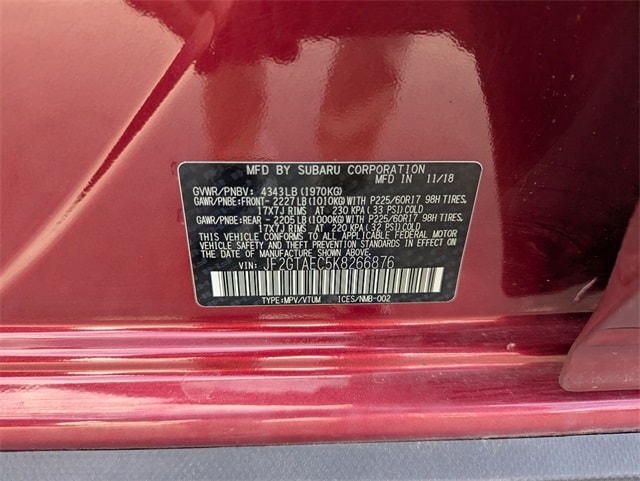 MFD BY SUBARU CORPORATION
MFD IN 11/18
GVWR/PNBV: 4343LB (1970KG)
GAWR/PNBE:FRONT- 2227LB (1010KG) WITH P225/60R17 98H TIRES,
17X7J RIMS AT 230 KPA (33 PSI) COLD
GAWR/PNBE:REAR - 2205LB (1000KG) WITH P225/60R17 98H TIRES,
17X7J RIMS AT 220 KPA (32 PSI) COLD
THIS VEHICLE CONFORMS TO ALL APPLICABLE FEDERAL MOTOR
VEHICLE SAFETY AND THEFT PREVENTION STANDARDS IN EFFECT ON
THE DATE OF MANUFACTURE SHOWN ABOVE.
VIN: JF2GTAEC5K8266876
TYPE:MPV/VTUM ICES/NMB-002